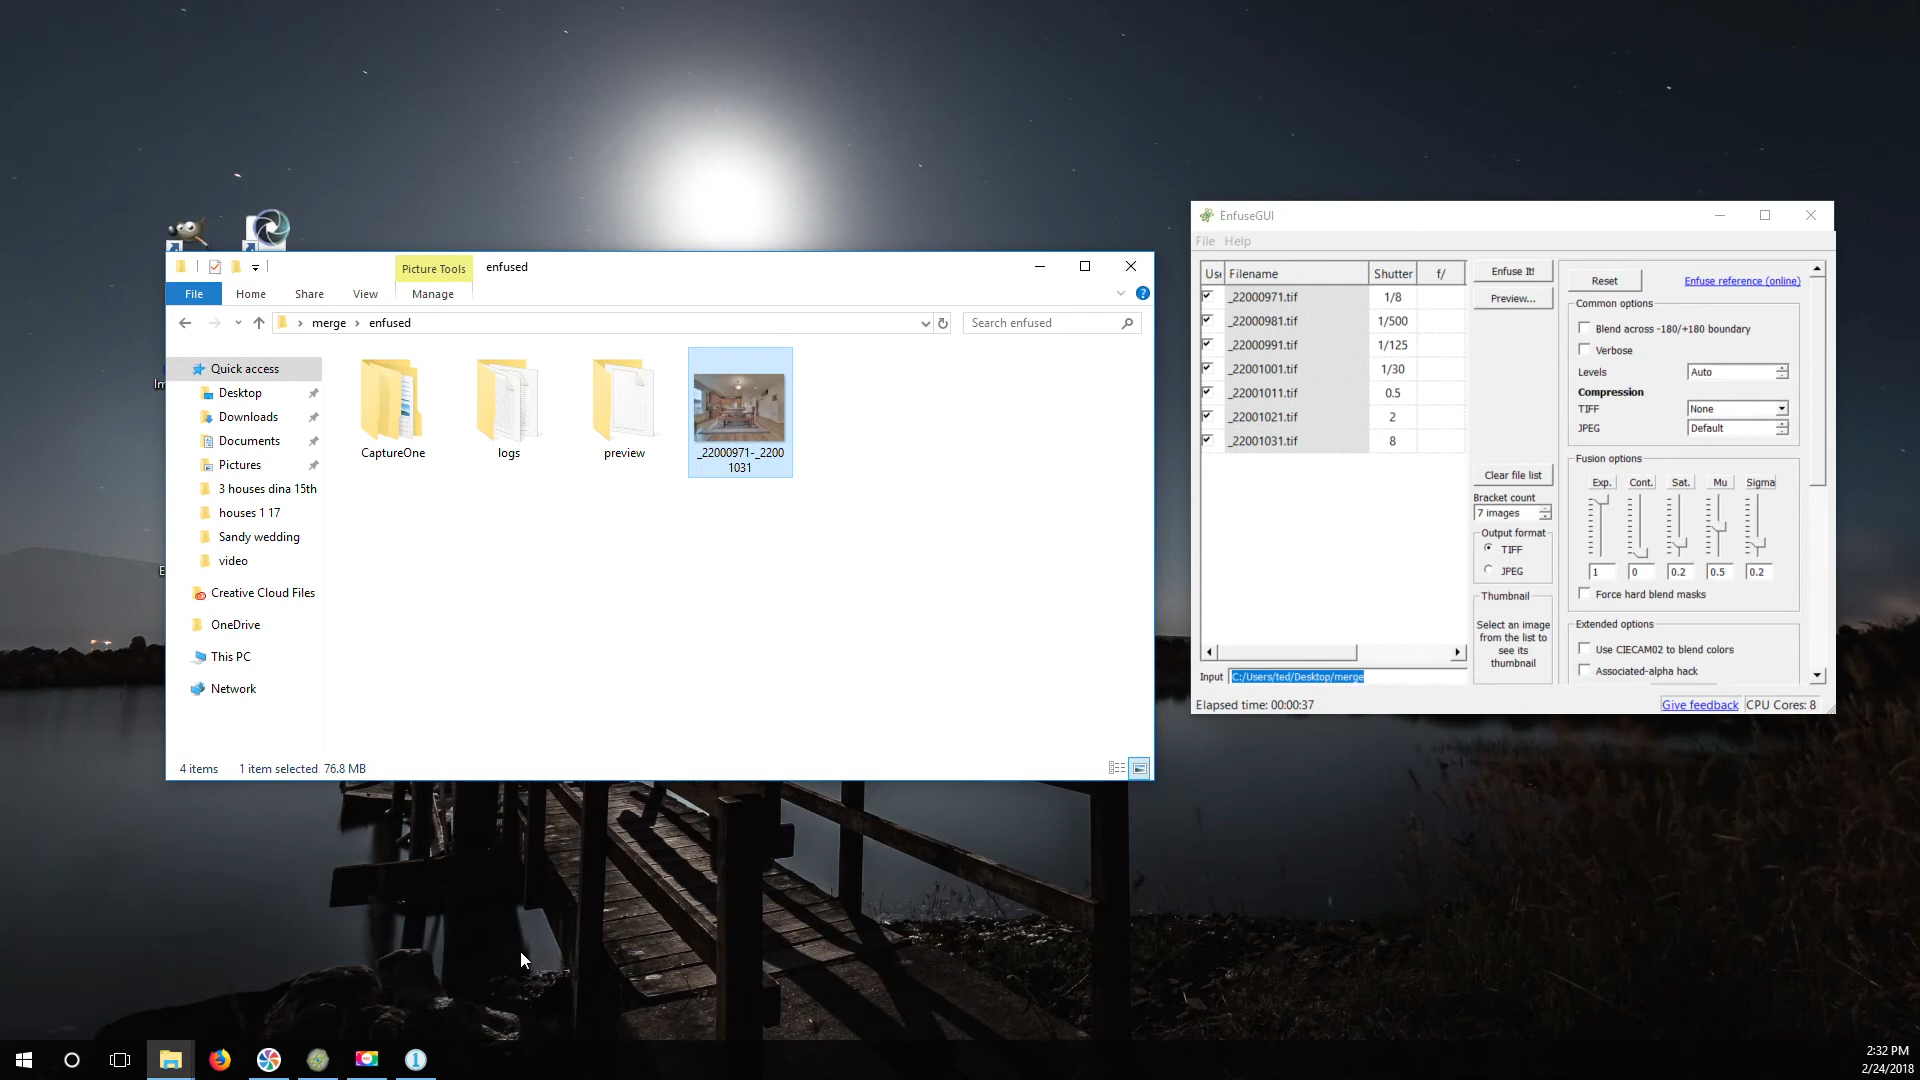 Im
E
Picture Tools
enfused
File
Home
Share
View
Manage
merge
enfused
Search enfused
Quick access
Desktop
Downloads
Documents
Pictures
3 houses dina 15th
houses 1 17
Sandy wedding
video
Creative Cloud Files
OneDrive
This PC
Network
CaptureOne
logs
preview
_22000971-_2200
1031
4 items
1 item selected 76.8 MB
EnfuseGUI
File
Help
Filename
Shutter
f/
_22000971.tif
1/8
_22000981.tif
1/500
_22000991.tif
1/125
_22001001.tif
1/30
_22001011.tif
0.5
_22001021.tif
2
_22001031.tif
8
Input
C:/Users/ted/Desktop/merge
Enfuse It!
Preview...
Clear file list
Bracket count
7 images
Output format
TIFF
JPEG
Thumbnail
Select an image
from the list to
see its
thumbnail
Reset
Enfuse reference (online)
Common options
Blend across -180/+180 boundary
Verbose
Levels
Auto
Compression
TIFF
None
JPEG
Default
Fusion options
Exp.
Cont.
Sat.
Mu
Sigma
1
0
0.2
0.5
0.2
Force hard blend masks
Extended options
Use CIECAM02 to blend colors
Associated-alpha hack
Elapsed time: 00:00:37
Give feedback
CPU Cores: 8
1
2:32 PM
2/24/2018